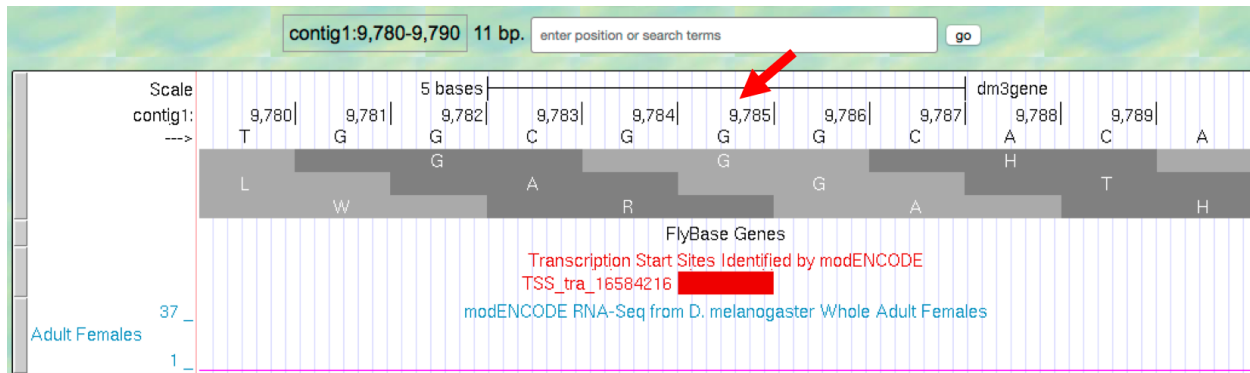 contig1:9,780-9,790 11 bp. enter position or search terms go
Scale 5 bases dm3gene
contig1: 9,780| 9,781| 9,782| 9,783| 9,784| 9,785| 9,786| 9,787| 9,788| 9,789|
---> T G G C G G G C A C A
G G H
L A G T
W R A H
FlyBase Genes
Transcription Start Sites Identified by modENCODE
TSS_tra_16584216
37 _ modENCODE RNA-Seq from D. melanogaster Whole Adult Females
Adult Females
1 _